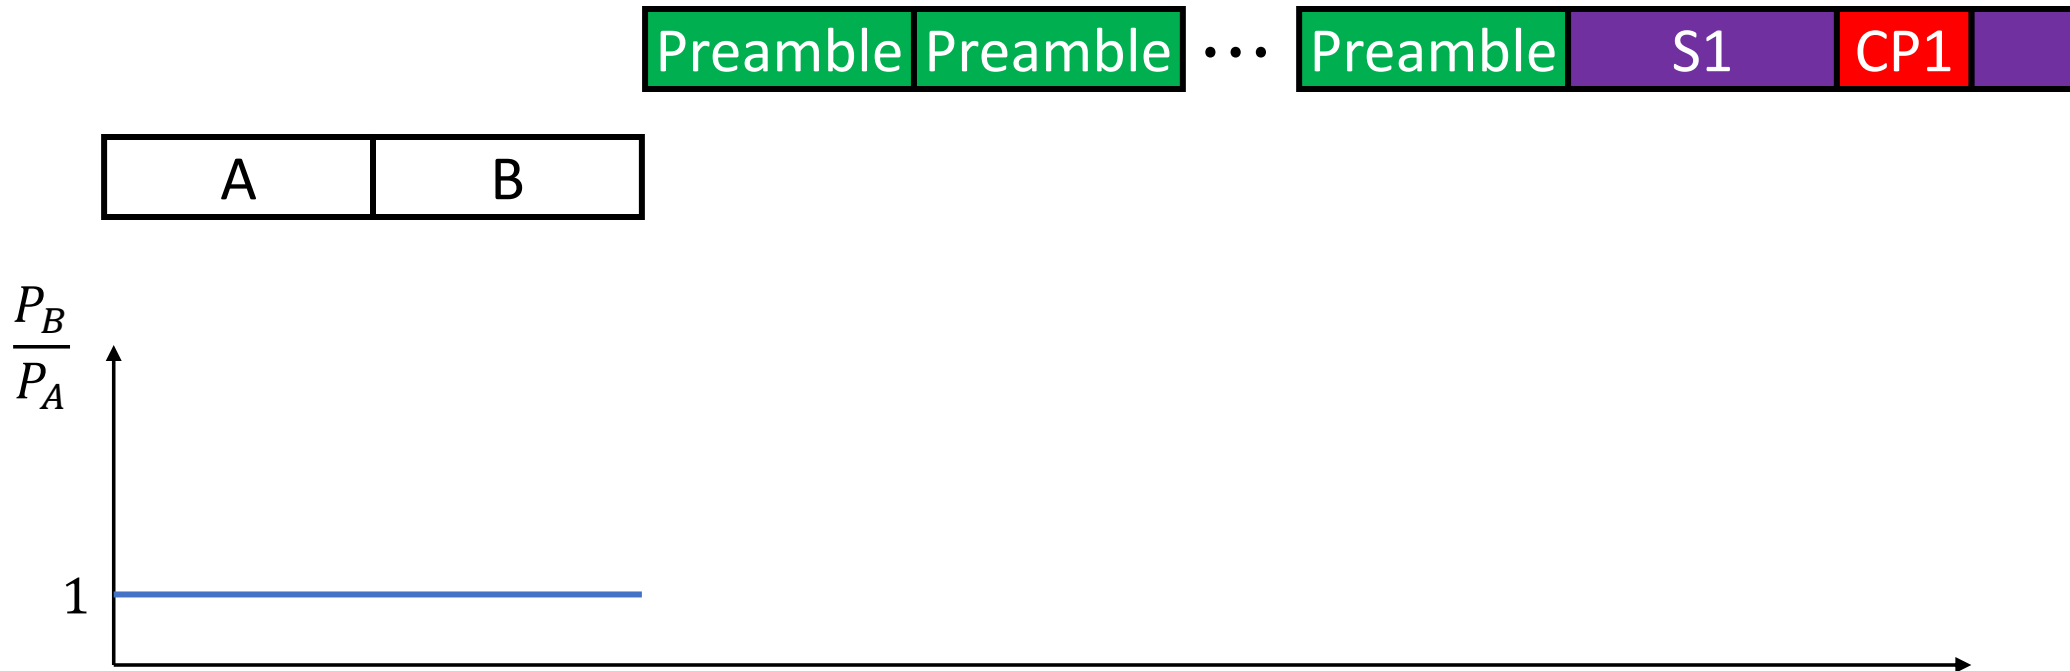 Preamble Preamble ··· Preamble S1 CP1
A B
P_B
P_A
1